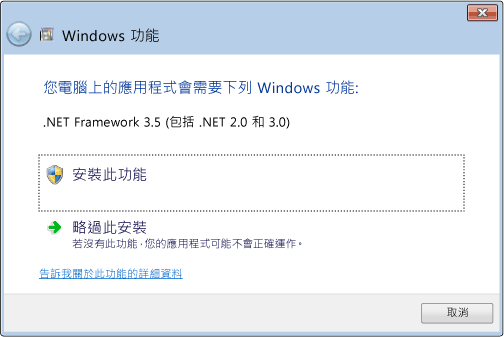 Windows 功能
您電腦上的應用程式會需要下列 Windows 功能:
.NET Framework 3.5 (包括 .NET 2.0 和 3.0)
安裝此功能
略過此安裝
若沒有此功能，您的應用程式可能不會正確運作。
告訴我關於此功能的詳細資料
取消